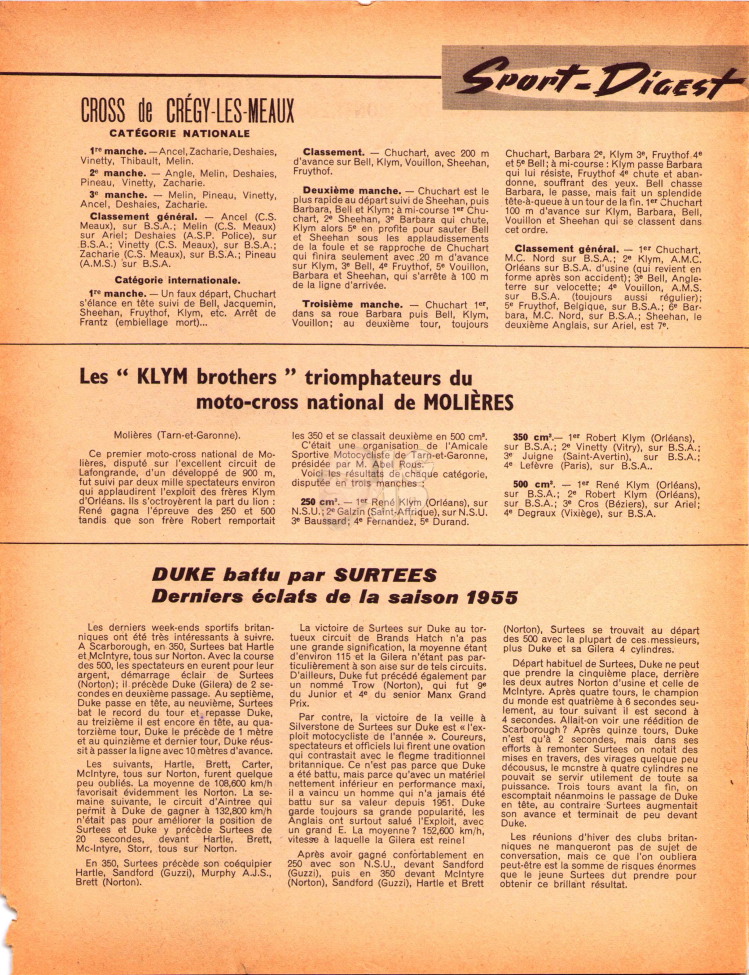 Sport-Digest
CROSS de CRÉGY-LES-MEAUX
CATÉGORIE NATIONALE
1re manche. — Ancel, Zacharie, Deshaies,
Vinetty, Thibault, Melin.
2e manche. — Angle, Melin, Deshaies,
Pineau, Vinetty, Zacharie.
3e manche. — Melin, Pineau, Vinetty,
Ancel, Deshaies, Zacharie.
Classement général. — Ancel (C.S.
Meaux), sur B.S.A.; Melin (C.S. Meaux)
sur Ariel; Deshaies (A.S.P. Police), sur
B.S.A.; Vinetty (C.S. Meaux), sur B.S.A.;
Zacharie (C.S. Meaux), sur B.S.A.; Pineau
(A.M.S.) sur B.S.A.
Catégorie internationale.
1re manche. — Un faux départ, Chuchart
s'élance en tête suivi de Bell, Jacquemin,
Sheehan, Fruythof, Klym, etc. Arrêt de
Frantz (embiellage mort)...
Classement. — Chuchart, avec 200 m
d'avance sur Bell, Klym, Vouillon, Sheehan,
Fruythof.
Deuxième manche. — Chuchart est le
plus rapide au départ suivi de Sheehan, puis
Barbara, Bell et Klym; à mi-course 1er Chu-
chart, 2e Sheehan, 3e Barbara qui chute,
Klym alors 5e en profite pour sauter Bell
et Sheehan sous les applaudissements
de la foule et se rapproche de Chuchart
qui finira seulement avec 20 m d'avance
sur Klym, 3e Bell, 4e Fruythof, 5e Vouillon,
Barbara et Sheehan, qui s'arrête à 100 m
de la ligne d'arrivée.
Troisième manche. — Chuchart 1er,
dans sa roue Barbara puis Bell, Klym,
Vouillon; au deuxième tour, toujours
Chuchart, Barbara 2e, Klym 3e, Fruythof 4e
et 5e Bell; à mi-course : Klym passe Barbara
qui lui résiste, Fruythof 4e chute et aban-
donne, souffrant des yeux. Bell chasse
Barbara, le passe, mais fait un splendide
tête-à-queue à un tour de la fin. 1er Chuchart
100 m d'avance sur Klym, Barbara, Bell,
Vouillon et Sheehan qui se classent dans
cet ordre.
Classement général. — 1er Chuchart,
M.C. Nord sur B.S.A.; 2e Klym, A.M.C.
Orléans sur B.S.A. d'usine (qui revient en
forme après son accident); 3e Bell, Angle-
terre sur velocette; 4e Vouillon, A.M.S.
sur B.S.A. (toujours aussi régulier);
5e Fruythof, Belgique, sur B.S.A.; 6e Bar-
bara, M.C. Nord, sur B.S.A.; Sheehan, le
deuxième Anglais, sur Ariel, est 7e.
Les “ KLYM brothers ” triomphateurs du
moto-cross national de MOLIÈRES
Molières (Tarn-et-Garonne).
Ce premier moto-cross national de Mo-
lières, disputé sur l'excellent circuit de
Lafongrande, d'un développé de 900 m,
fut suivi par deux mille spectateurs environ
qui applaudirent l'exploit des frères Klym
d'Orléans. Ils s'octroyèrent la part du lion :
René gagna l'épreuve des 250 et 500
tandis que son frère Robert remportait
les 350 et se classait deuxième en 500 cm³.
C'était une organisation de l'Amicale
Sportive Motocycliste de Tarn-et-Garonne,
présidée par M. Abel Rous.
Voici les résultats de chaque catégorie,
disputée en trois manches :
250 cm³. — 1er René Klym (Orléans), sur
N.S.U.; 2e Galzin (Saint-Affrique), sur N.S.U.
3e Baussard; 4e Fernandez, 5e Durand.
350 cm³.— 1er Robert Klym (Orléans),
sur B.S.A.; 2e Vinetty (Vitry), sur B.S.A.;
3e Juigne (Saint-Avertin), sur B.S.A.;
4e Lefèvre (Paris), sur B.S.A..
500 cm³. — 1er René Klym (Orléans),
sur B.S.A.; 2e Robert Klym (Orléans),
sur B.S.A.; 3e Cros (Béziers), sur Ariel;
4e Degraux (Vixiège), sur B.S.A.
DUKE battu par SURTEES
Derniers éclats de la saison 1955
Les derniers week-ends sportifs britan-
niques ont été très intéressants à suivre.
A Scarborough, en 350, Surtees bat Hartle
et McIntyre, tous sur Norton. Avec la course
des 500, les spectateurs en eurent pour leur
argent, démarrage éclair de Surtees
(Norton); il précède Duke (Gilera) de 2 se-
condes en deuxième passage. Au septième,
Duke passe en tête, au neuvième, Surtees
bat le record du tour et repasse Duke,
au treizième il est encore en tête, au qua-
torzième tour, Duke le précède de 1 mètre
et au quinzième et dernier tour, Duke réus-
sit à passer la ligne avec 10 mètres d'avance.
Les suivants, Hartle, Brett, Carter,
McIntyre, tous sur Norton, furent quelque
peu oubliés. La moyenne de 108,600 km/h
favorisait évidemment les Norton. La se-
maine suivante, le circuit d'Aintree qui
permit à Duke de gagner à 132,800 km/h
n'était pas pour améliorer la position de
Surtees et Duke y précède Surtees de
20 secondes, devant Hartle, Brett,
Mc-Intyre, Storr, tous sur Norton.
En 350, Surtees précède son coéquipier
Hartle, Sandford (Guzzi), Murphy A.J.S.,
Brett (Norton).
La victoire de Surtees sur Duke au tor-
tueux circuit de Brands Hatch n'a pas
une grande signification, la moyenne étant
d'environ 115 et la Gilera n'étant pas par-
ticulièrement à son aise sur de tels circuits.
D'ailleurs, Duke fut précédé également par
un nommé Trow (Norton), qui fut 9e
du Junior et 4e du senior Manx Grand
Prix.
Par contre, la victoire de la veille à
Silverstone de Surtees sur Duke est « l'ex-
ploit motocycliste de l'année ». Coureurs,
spectateurs et officiels lui firent une ovation
qui contrastait avec le flegme traditionnel
britannique. Ce n'est pas parce que Duke
a été battu, mais parce qu'avec un matériel
nettement inférieur en performance maxi,
il a vaincu un homme qui n'a jamais été
battu sur sa valeur depuis 1951. Duke
garde toujours sa grande popularité, les
Anglais ont surtout salué l'Exploit, avec
un grand E. La moyenne? 152,600 km/h,
vitesse à laquelle la Gilera est reine!
Après avoir gagné confortablement en
250 avec son N.S.U., devant Sandford
(Guzzi), puis en 350 devant McIntyre
(Norton), Sandford (Guzzi), Hartle et Brett
(Norton), Surtees se trouvait au départ
des 500 avec la plupart de ces messieurs,
plus Duke et sa Gilera 4 cylindres.
Départ habituel de Surtees, Duke ne peut
que prendre la cinquième place, derrière
les deux autres Norton d'usine et celle de
McIntyre. Après quatre tours, le champion
du monde est quatrième à 6 secondes seu-
lement, au tour suivant il est second à
4 secondes. Allait-on voir une réédition de
Scarborough? Après quinze tours, Duke
n'est qu'à 2 secondes, mais dans ses
efforts à remonter Surtees on notait des
mises en travers, des virages quelque peu
décousus, le monstre à quatre cylindres ne
pouvait se servir utilement de toute sa
puissance. Trois tours avant la fin, on
escomptait néanmoins le passage de Duke
en tête, au contraire Surtees augmentait
son avance et terminait de peu devant
Duke.
Les réunions d'hiver des clubs britan-
niques ne manqueront pas de sujet de
conversation, mais ce que l'on oubliera
peut-être est la somme de risques énormes
que le jeune Surtees dut prendre pour
obtenir ce brillant résultat.